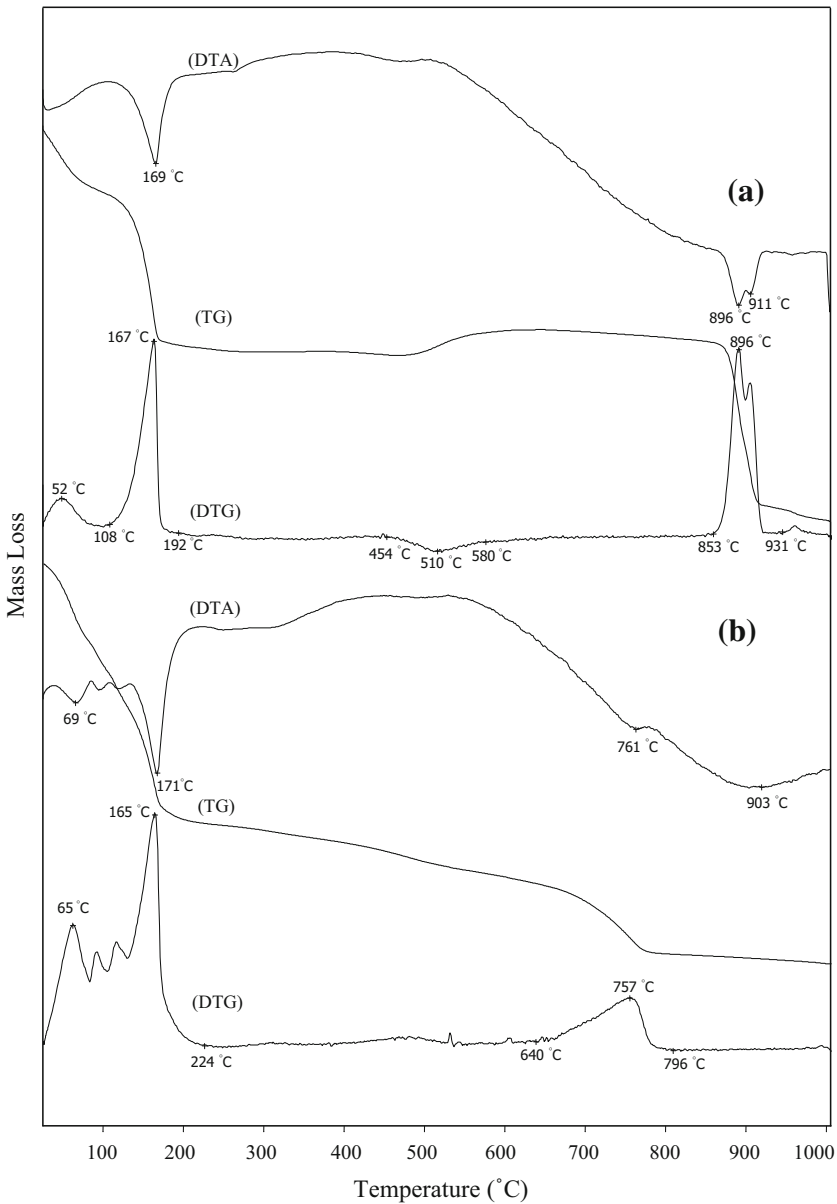 (DTA)
169 °C
(a)
896 °C
911 °C
(TG)
167 °C
896 °C
52 °C
(DTG)
108 °C
192 °C
454 °C
510 °C
580 °C
853 °C
931 °C
Mass Loss
(DTA)
(b)
69 °C
171°C
761 °C
903 °C
165 °C
(TG)
65 °C
(DTG)
757 °C
224 °C
640 °C
796 °C
100 200 300 400 500 600 700 800 900 1000
Temperature (°C)